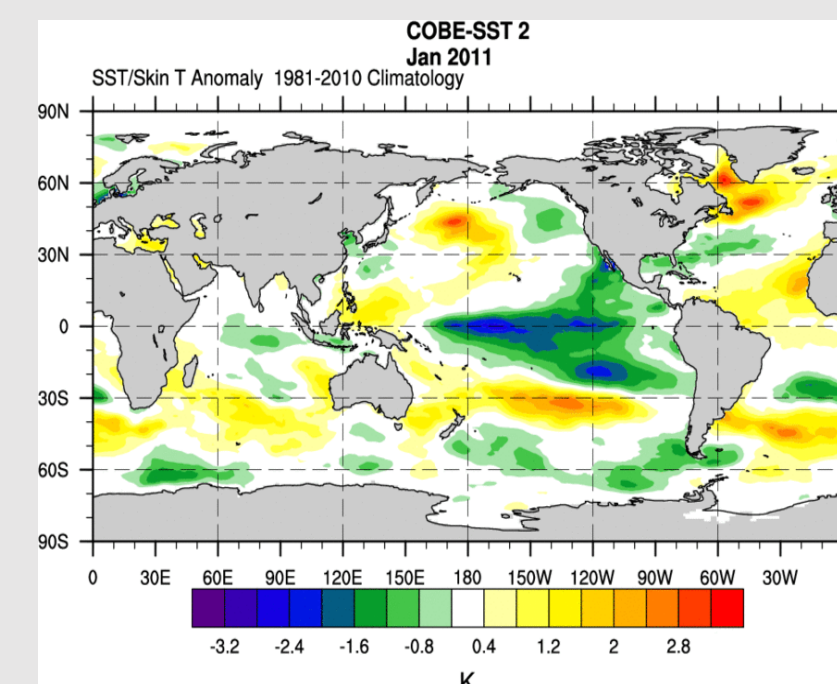 COBE-SST 2
Jan 2011
SST/Skin T Anomaly 1981-2010 Climatology
90N
60N
30N
0
30S
60S
90S
0 30E 60E 90E 120E 150E 180 150W 120W 90W 60W 30W
-3.2 -2.4 -1.6 -0.8 0.4 1.2 2 2.8
K